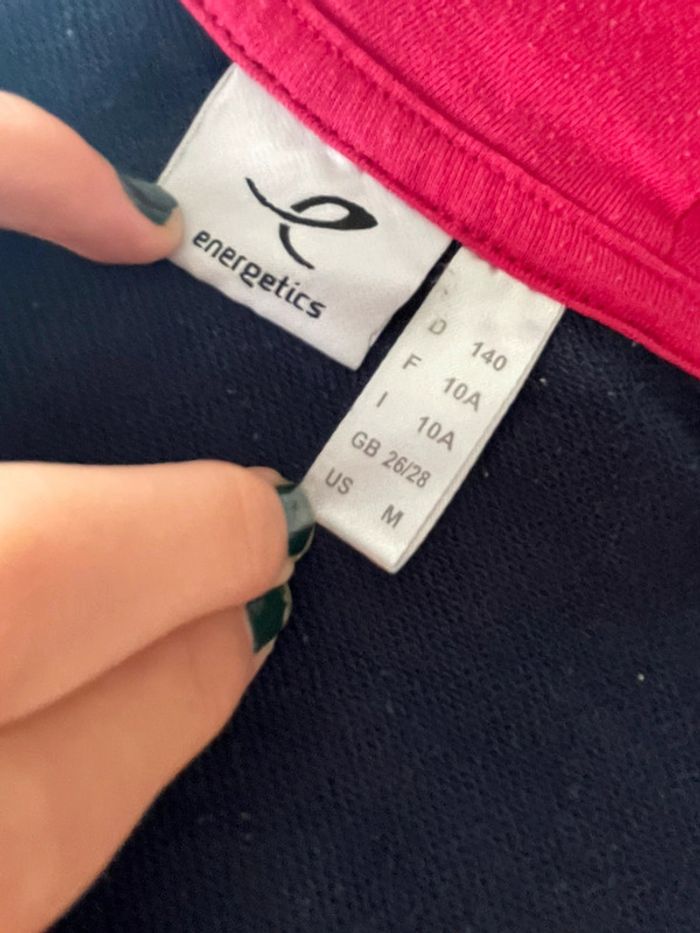 energetics
D 140
F 10A
I 10A
GB 26/28
US M